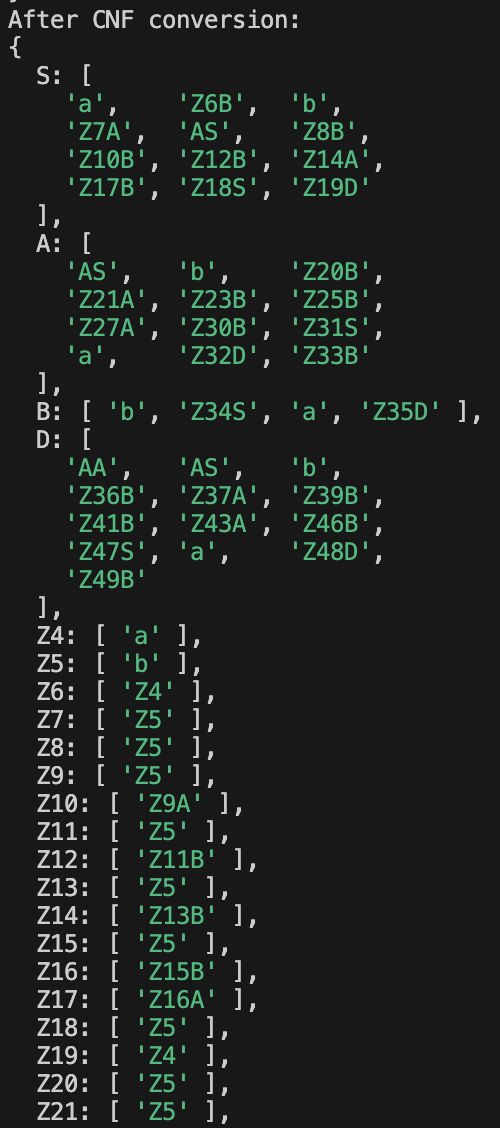 After CNF conversion:
{
  S: [
    'a',    'Z6B',  'b',
    'Z7A',  'AS',   'Z8B',
    'Z10B', 'Z12B', 'Z14A',
    'Z17B', 'Z18S', 'Z19D'
  ],
  A: [
    'AS',   'b',    'Z20B',
    'Z21A', 'Z23B', 'Z25B',
    'Z27A', 'Z30B', 'Z31S',
    'a',    'Z32D', 'Z33B'
  ],
  B: [ 'b', 'Z34S', 'a', 'Z35D' ],
  D: [
    'AA',   'AS',   'b',
    'Z36B', 'Z37A', 'Z39B',
    'Z41B', 'Z43A', 'Z46B',
    'Z47S', 'a',    'Z48D',
    'Z49B'
  ],
  Z4: [ 'a' ],
  Z5: [ 'b' ],
  Z6: [ 'Z4' ],
  Z7: [ 'Z5' ],
  Z8: [ 'Z5' ],
  Z9: [ 'Z5' ],
  Z10: [ 'Z9A' ],
  Z11: [ 'Z5' ],
  Z12: [ 'Z11B' ],
  Z13: [ 'Z5' ],
  Z14: [ 'Z13B' ],
  Z15: [ 'Z5' ],
  Z16: [ 'Z15B' ],
  Z17: [ 'Z16A' ],
  Z18: [ 'Z5' ],
  Z19: [ 'Z4' ],
  Z20: [ 'Z5' ],
  Z21: [ 'Z5' ],